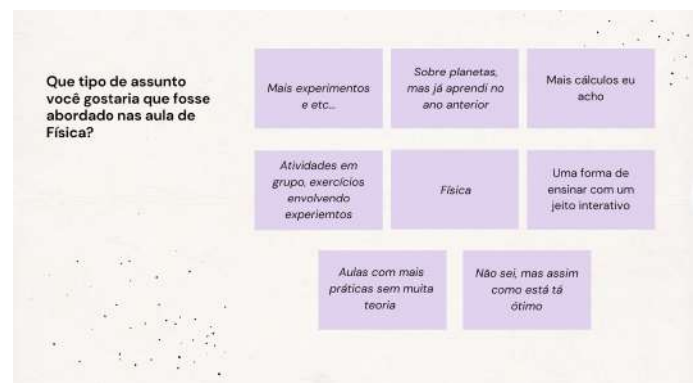 Que tipo de assunto
você gostaria que fosse
abordado nas aula de
Física?
Mais experimentos
e etc...
Sobre planetas,
mas já aprendi no
ano anterior
Mais cálculos eu
acho
Atividades em
grupo, exercícios
envolvendo
experiemtos
Física
Uma forma de
ensinar com um
jeito interativo
Aulas com mais
práticas sem muita
teoria
Não sei, mas assim
como está tá
ótimo